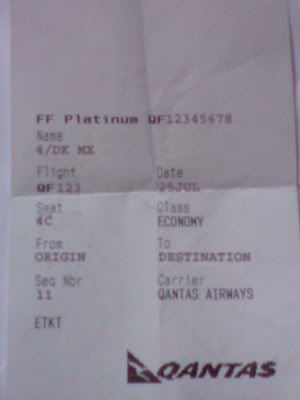 FF Platinum QF12345678
Name
4/DK MX
Flight Date
QF123 25JUL
Seat Class
4C ECONOMY
From To
ORIGIN DESTINATION
Seq Nbr Carrier
11 QANTAS AIRWAYS
ETKT
QANTAS